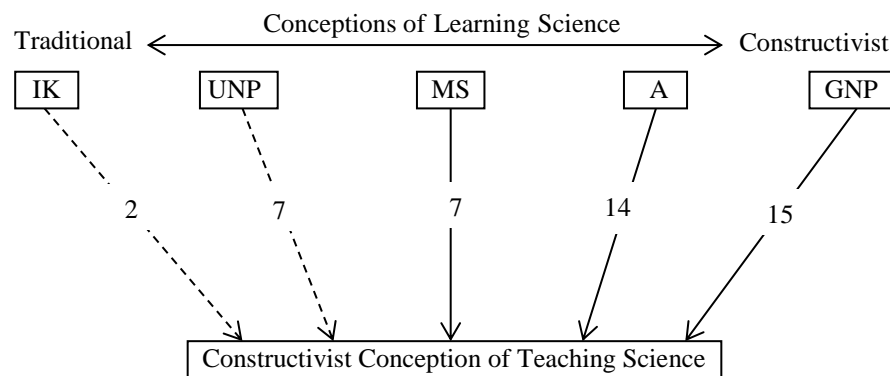 Conceptions of Learning Science
Traditional Constructivist
IK UNP MS A GNP
2 7 7 14 15
Constructivist Conception of Teaching Science